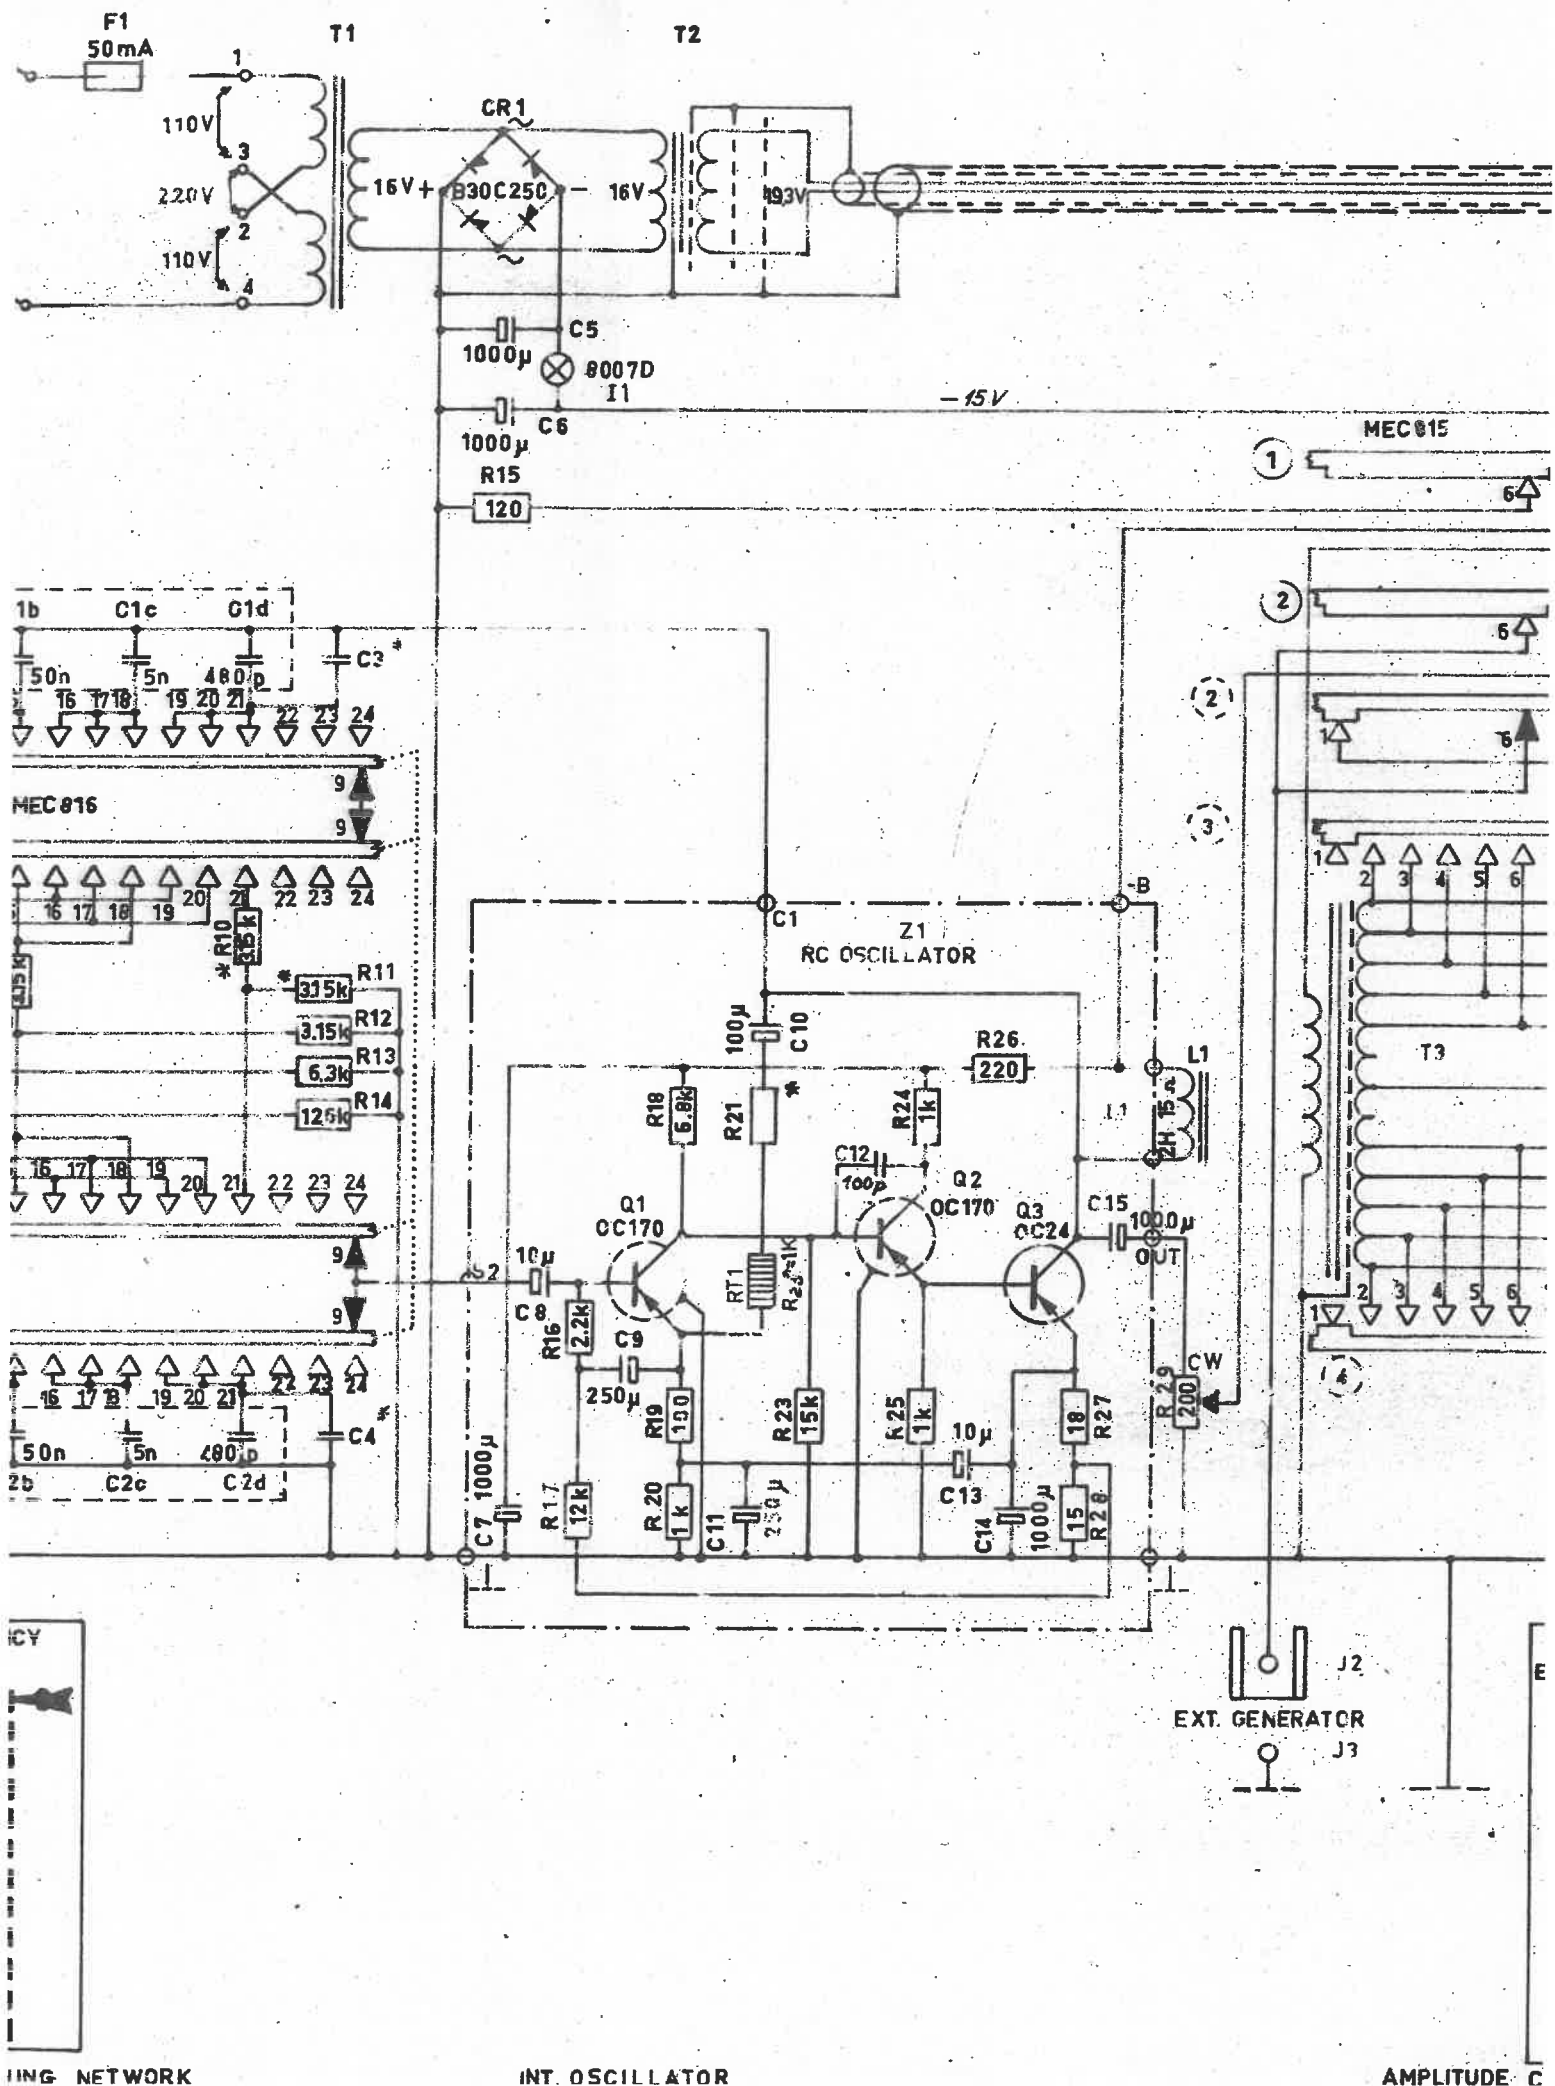 F1
50mA
T1
T2
1
110V
3
220V
2
110V
4
CR1
~
16V +
B30C250
-
16V
~
193V
C5
1000µ
8007D
I1
C6
1000µ
-15V
R15
120
MEC815
1
6
2
6
2
1
6
3
1 2 3 4 5 6
1b C1c C1d
C3 *
50n 5n 480p
16 17 18 19 20 21 22 23 24
9
MEC816
9
16 17 18 19 20 21 22 23 24
* R10
3.15k
3.15k
* R11
3.15k
R12
3.15k
R13
6.3k
R14
12.6k
16 17 18 19 20 21 22 23 24
9
9
16 17 18 19 20 21 22 23 24
C4 *
50n 5n 480p
2b C2c C2d
C1
-B
Z1
RC OSCILLATOR
100µ
C10
R26
220
L1
2H 15Ω
L1
R18
6.8k
R21
*
R24
1k
C12
100p
Q1
OC170
Q2
OC170
Q3
OC24
C15
1000µ
OUT
2
10µ
C8
RT1
R16
2.2k
C9
250µ
R19
100
R23
15k
R25
1k
10µ
C13
18
R27
CW
R29
200
C7
1000µ
R17
12k
R20
1k
C11
250µ
C14
1000µ
15
R28
T3
1 2 3 4 5 6
4
J2
EXT. GENERATOR
J3
ICY
E
UNG NETWORK
INT. OSCILLATOR
AMPLITUDE C